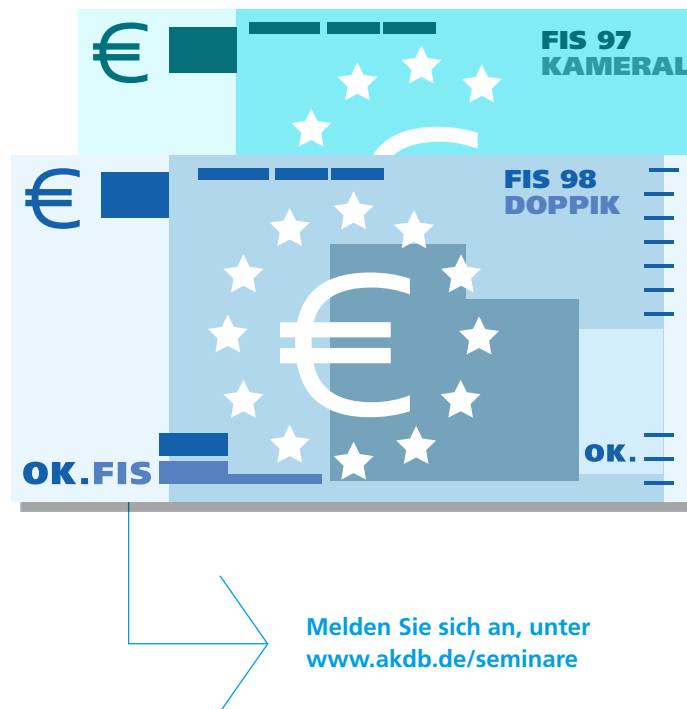 €
FIS 97
KAMERAL
€
FIS 98
DOPPIK
€
OK.
OK.FIS
Melden Sie sich an, unter
www.akdb.de/seminare